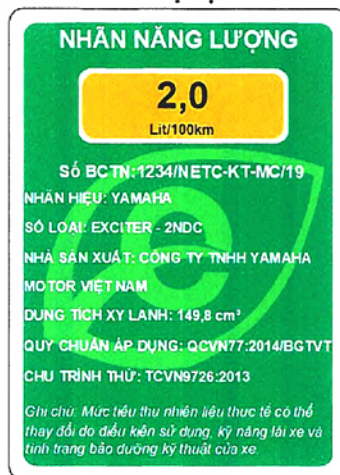 NHÃN NĂNG LƯỢNG
2,0
Lit/100km
Số BCTN:1234/NETC-KT-MC/19
NHÃN HIỆU: YAMAHA
SỐ LOẠI: EXCITER - 2NDC
NHÀ SẢN XUẤT: CÔNG TY TNHH YAMAHA
MOTOR VIỆT NAM
DUNG TÍCH XY LANH: 149,8 cm³
QUY CHUẨN ÁP DỤNG: QCVN77:2014/BGTVT
CHU TRÌNH THỬ: TCVN9726:2013
Ghi chú: Mức tiêu thụ nhiên liệu thực tế có thể
thay đổi do điều kiện sử dụng, kỹ năng lái xe và
tình trạng bảo dưỡng kỹ thuật của xe